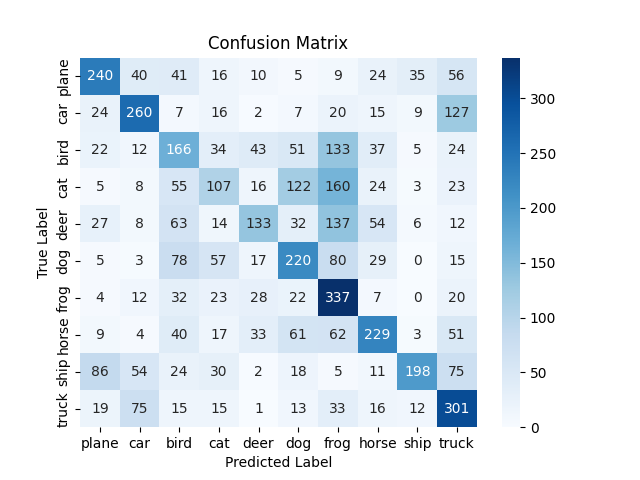 Confusion Matrix
True Label
plane 240 40 41 16 10 5 9 24 35 56
car 24 260 7 16 2 7 20 15 9 127
bird 22 12 166 34 43 51 133 37 5 24
cat 5 8 55 107 16 122 160 24 3 23
deer 27 8 63 14 133 32 137 54 6 12
dog 5 3 78 57 17 220 80 29 0 15
frog 4 12 32 23 28 22 337 7 0 20
horse 9 4 40 17 33 61 62 229 3 51
ship 86 54 24 30 2 18 5 11 198 75
truck 19 75 15 15 1 13 33 16 12 301
plane car bird cat deer dog frog horse ship truck
Predicted Label
300
250
200
150
100
50
0